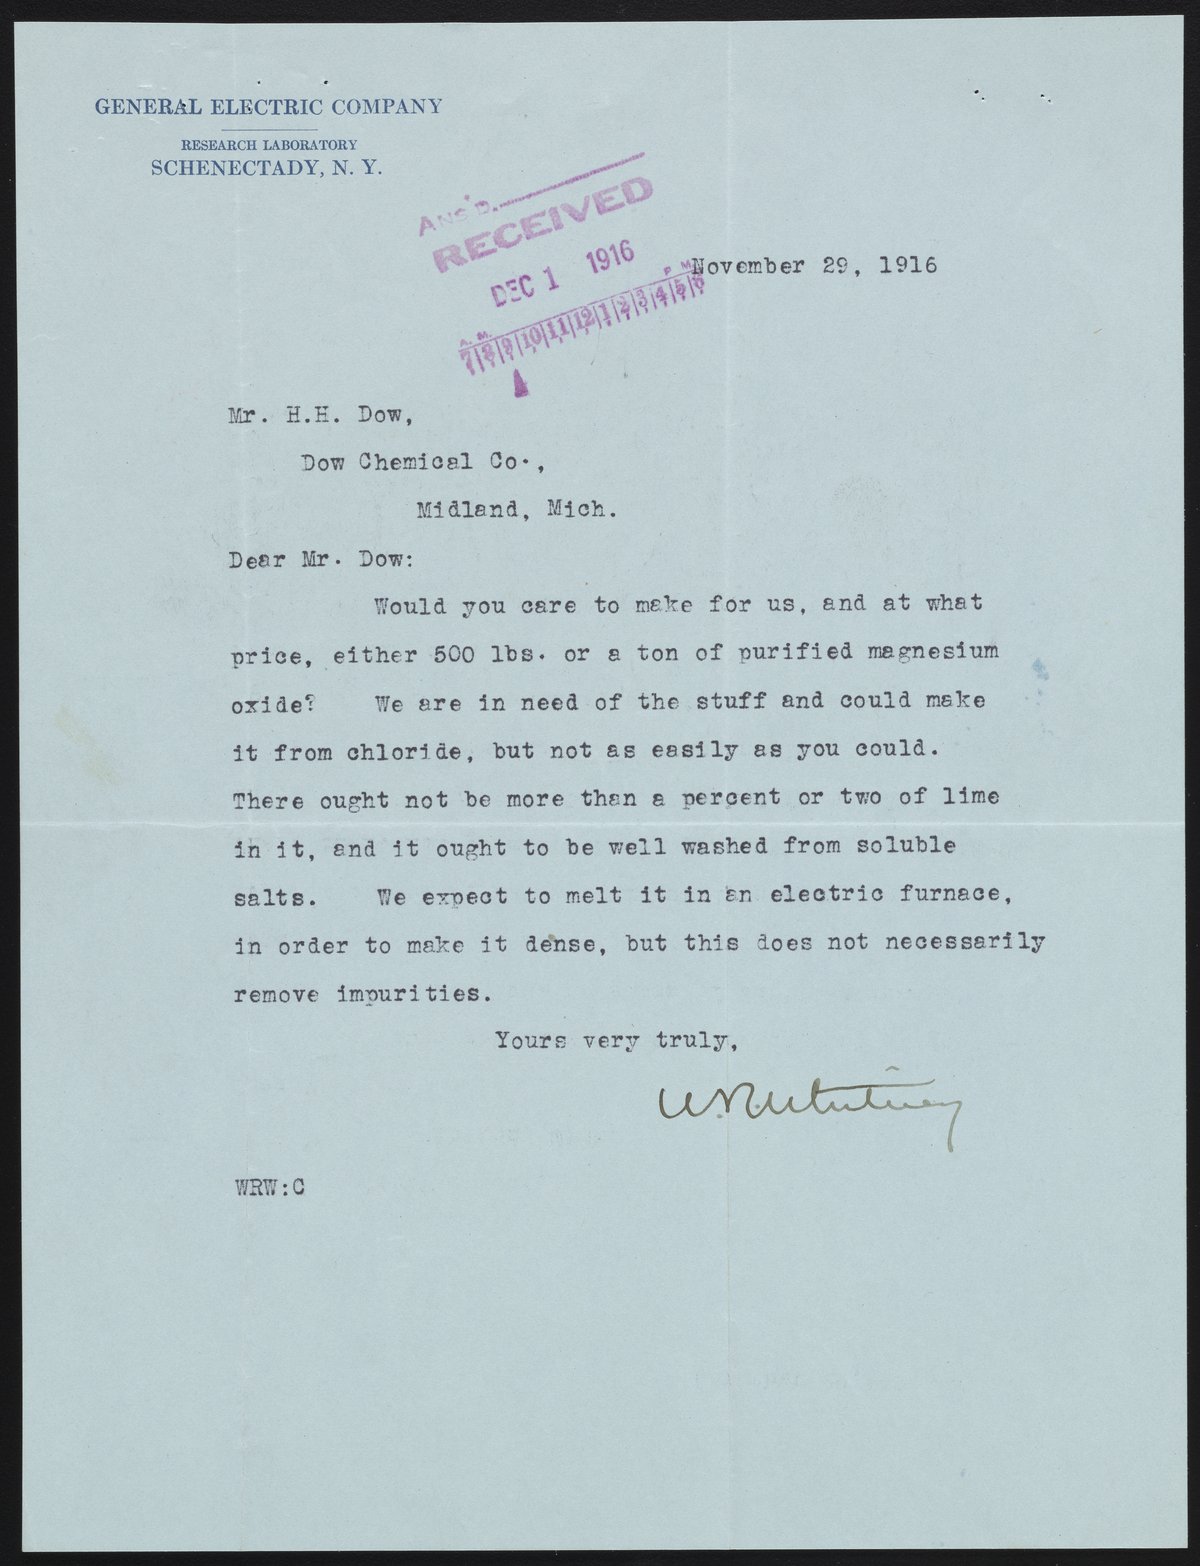 GENERAL ELECTRIC COMPANY
RESEARCH LABORATORY
SCHENECTADY, N. Y.
ANS'D.
RECEIVED
DEC 1 1916
A. M. P M
7 8 9 10 11 12 1 2 3 4 5 6
November 29, 1916
Mr. H.H. Dow,
Dow Chemical Co.,
Midland, Mich.
Dear Mr. Dow:
Would you care to make for us, and at what
price, either 500 lbs. or a ton of purified magnesium
oxide? We are in need of the stuff and could make
it from chloride, but not as easily as you could.
There ought not be more than a percent or two of lime
in it, and it ought to be well washed from soluble
salts. We expect to melt it in an electric furnace,
in order to make it dense, but this does not necessarily
remove impurities.
Yours very truly,
W.R.Whitney
WRW:C